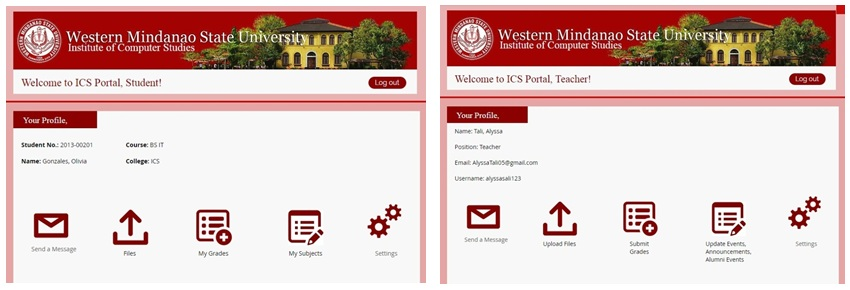 Western Mindanao State University
Institute of Computer Studies
Welcome to ICS Portal, Student!
Log out
Your Profile,
Student No.: 2013-00201 Course: BS IT
Name: Gonzales, Olivia College: ICS
Send a Message
Files
My Grades
My Subjects
Settings
Western Mindanao State University
Institute of Computer Studies
Welcome to ICS Portal, Teacher!
Log out
Your Profile,
Name: Tali, Alyssa
Position: Teacher
Email: AlyssaTali05@gmail.com
Username: alyssasali123
Send a Message
Upload Files
Submit
Grades
Update Events,
Announcements,
Alumni Events
Settings